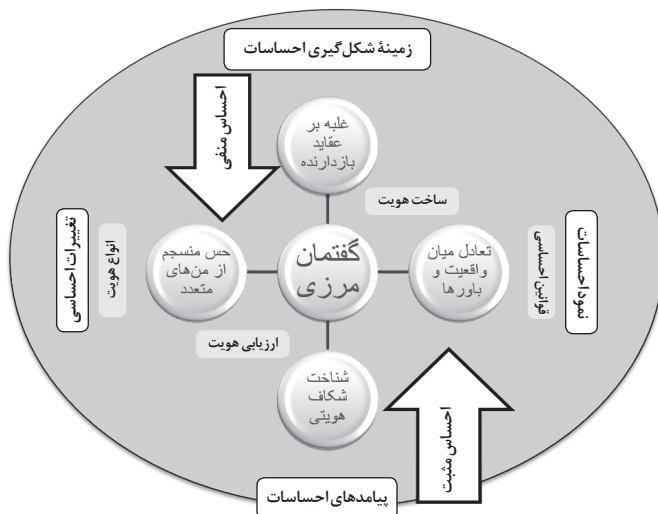 زمینهٔ شکل‌گیری احساسات
احساس منفی
غلبه بر
عقاید
بازدارنده
ساخت هویت
نمود احساسات
قوانین احساسی
تعادل میان
واقعیت و
باورها
گفتمان
مرزی
حس منسجم
از من‌های
متعدد
انواع هویت
تغییرات احساسی
ارزیابی هویت
شناخت
شکاف
هویتی
احساس مثبت
پیامدهای احساسات